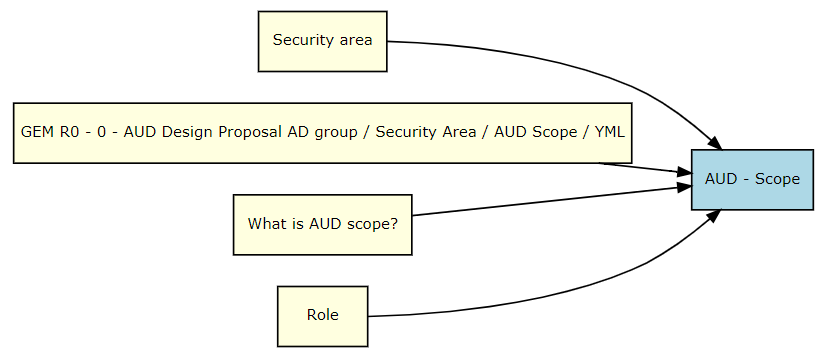 Security area
GEM R0 - 0 - AUD Design Proposal AD group / Security Area / AUD Scope / YML
AUD - Scope
What is AUD scope?
Role